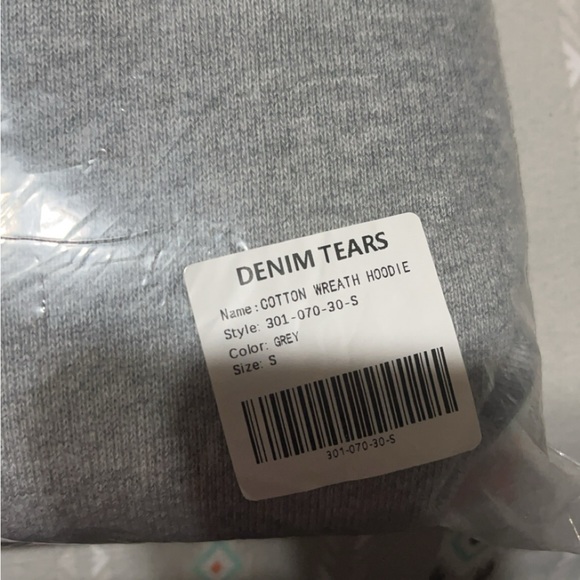 DENIM TEARS
Name:COTTON WREATH HOODIE
Style: 301-070-30-S
Color: GREY
Size: S
301-070-30-S